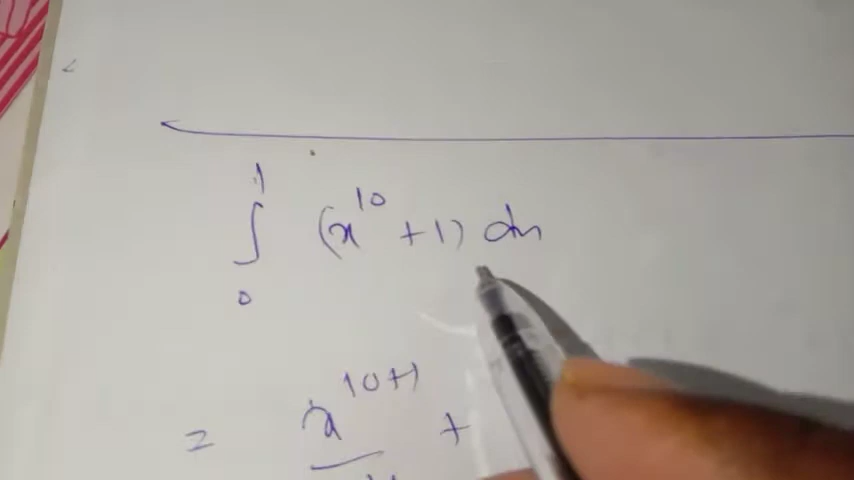 ∫₀¹ (x¹⁰ + 1) dx
= x¹⁰⁺¹ +